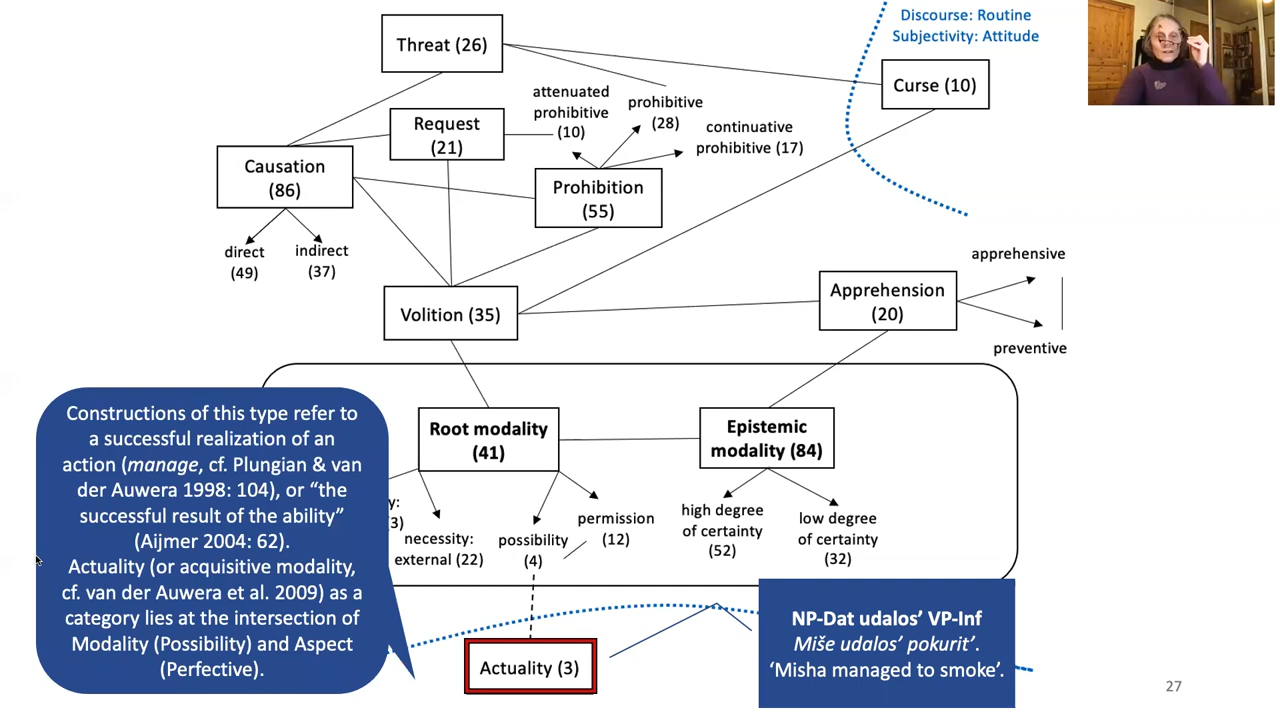 Discourse: Routine
Subjectivity: Attitude
Threat (26)
Curse (10)
attenuated
prohibitive
(10)
prohibitive
(28)
continuative
prohibitive (17)
Request
(21)
Causation
(86)
Prohibition
(55)
direct
(49)
indirect
(37)
apprehensive
Apprehension
(20)
preventive
Volition (35)
Root modality
(41)
Epistemic
modality (84)
y:
(3)
necessity:
external (22)
possibility
(4)
permission
(12)
high degree
of certainty
(52)
low degree
of certainty
(32)
Constructions of this type refer to
a successful realization of an
action (manage, cf. Plungian & van
der Auwera 1998: 104), or “the
successful result of the ability”
(Aijmer 2004: 62).
Actuality (or acquisitive modality,
cf. van der Auwera et al. 2009) as a
category lies at the intersection of
Modality (Possibility) and Aspect
(Perfective).
Actuality (3)
NP-Dat udalos’ VP-Inf
Miše udalos’ pokurit’.
‘Misha managed to smoke’.
27